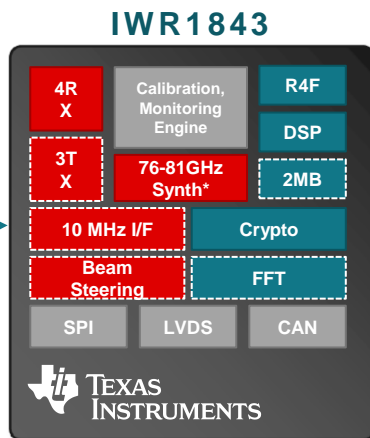 IWR1843
4R
X
Calibration,
Monitoring
Engine
R4F
DSP
3T
X
76-81GHz
Synth*
2MB
10 MHz I/F
Crypto
Beam
Steering
FFT
SPI
LVDS
CAN
TEXAS
INSTRUMENTS